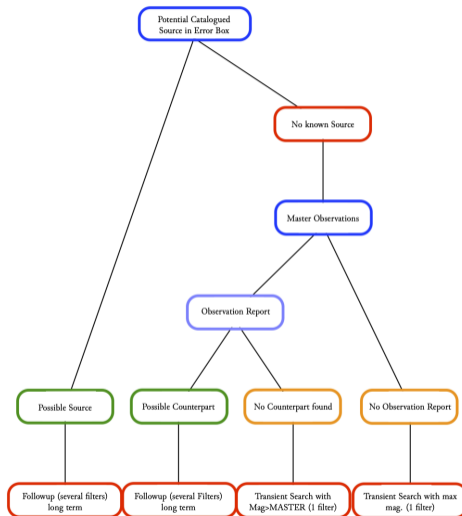 Potential Catalogued
Source in Error Box
No known Source
Master Observations
Observation Report
Possible Source
Possible Counterpart
No Counterpart found
No Observation Report
Followup (several filters)
long term
Followup (several Filters)
long term
Transient Search with
Mag>MASTER (1 filter)
Transient Search with max
mag. (1 filter)